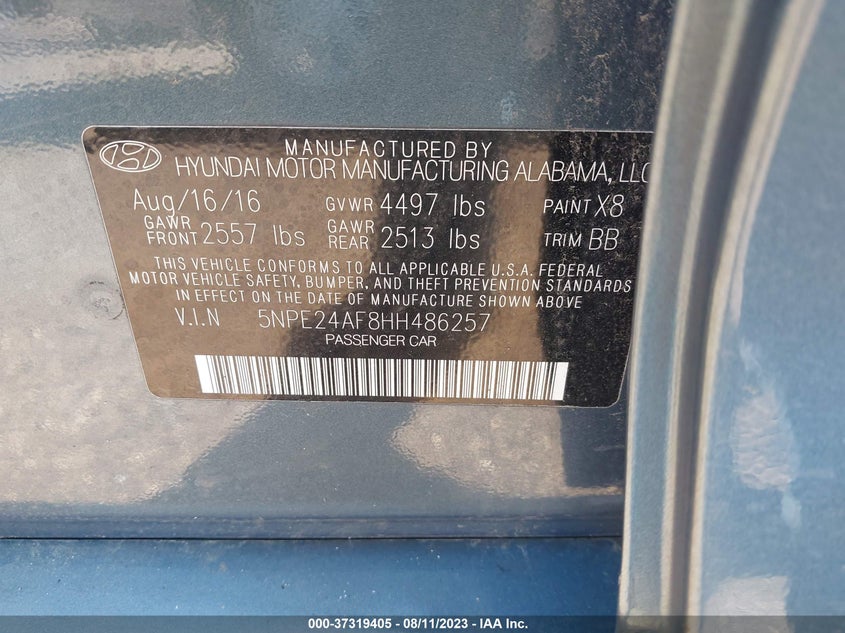 MANUFACTURED BY
HYUNDAI MOTOR MANUFACTURING ALABAMA, LLC
Aug/16/16 GVWR 4497 lbs PAINT X8
GAWR FRONT 2557 lbs GAWR REAR 2513 lbs TRIM BB
THIS VEHICLE CONFORMS TO ALL APPLICABLE U.S.A. FEDERAL
MOTOR VEHICLE SAFETY, BUMPER, AND THEFT PREVENTION STANDARDS
IN EFFECT ON THE DATE OF MANUFACTURE SHOWN ABOVE
V.I.N 5NPE24AF8HH486257
PASSENGER CAR
000-37319405 - 08/11/2023 - IAA Inc.